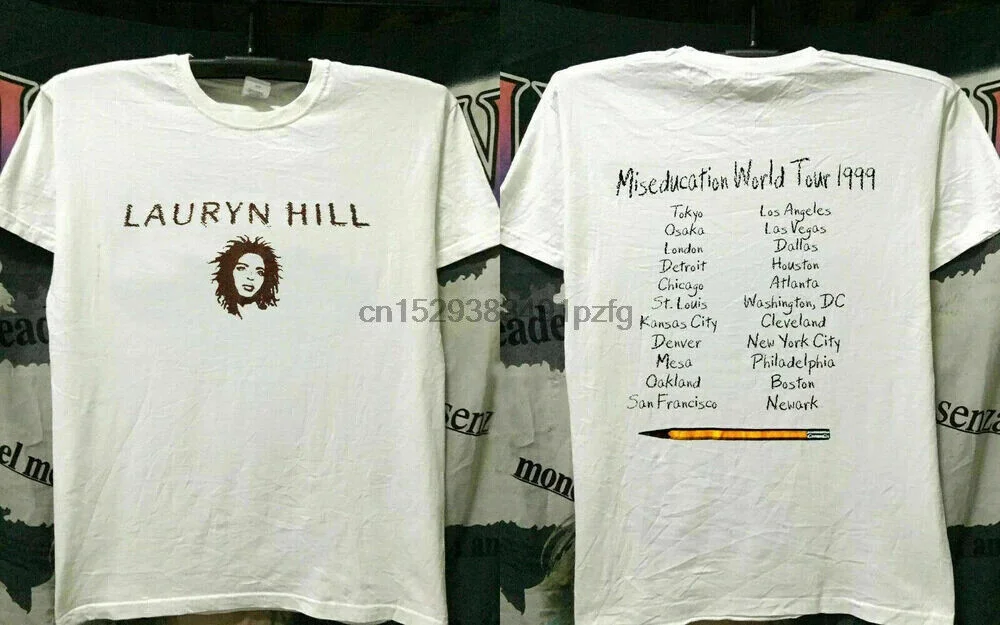 LAURYN HILL
Miseducation World Tour 1999
Tokyo
Osaka
London
Detroit
Chicago
St. Louis
Kansas City
Denver
Mesa
Oakland
San Francisco
Los Angeles
Las Vegas
Dallas
Houston
Atlanta
Washington, DC
Cleveland
New York City
Philadelphia
Boston
Newark
senza